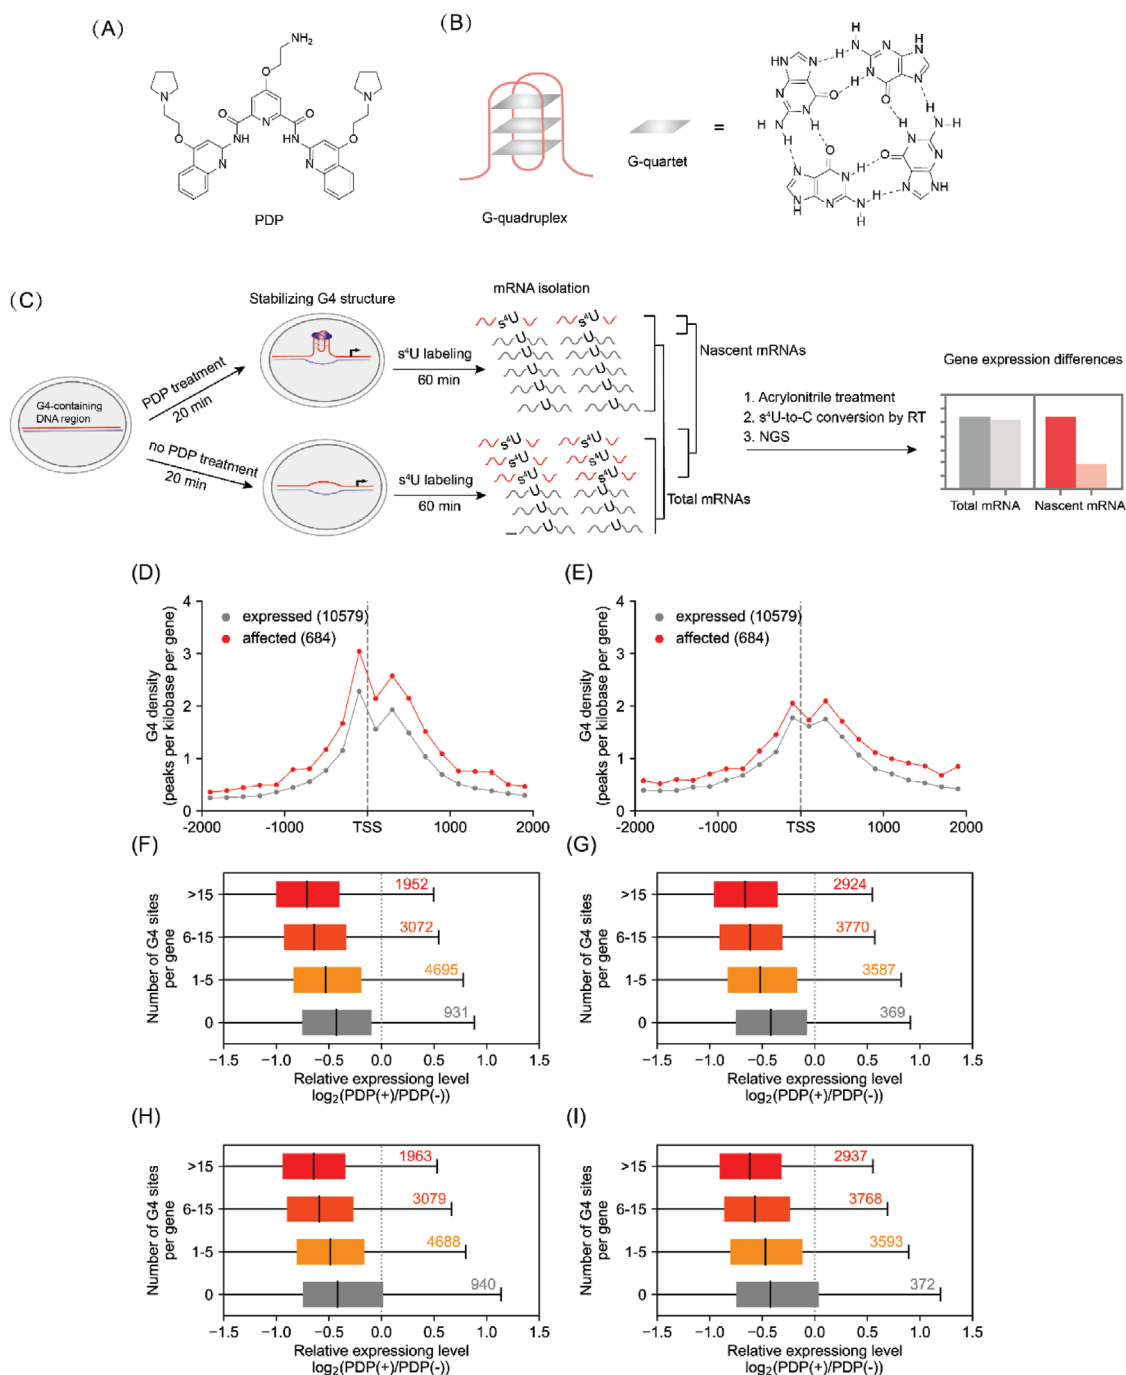 (A)
NH2
O
N
N
O
O
O
N
O
NH
HN
N
N
PDP
(B)
G-quadruplex
G-quartet
=
(C)
Stabilizing G4 structure
mRNA isolation
G4-containing
DNA region
PDP treatment
20 min
no PDP treatment
20 min
s4U labeling
60 min
s4U labeling
60 min
s4U s4U
U U
U U
U U
U U
U U
s4U s4U
s4U s4U
s4U s4U
U U
U U
U U
Nascent mRNAs
Total mRNAs
1. Acrylonitrile treatment
2. s4U-to-C conversion by RT
3. NGS
Gene expression differences
Total mRNA Nascent mRNA
(D)
G4 density
(peaks per kilobase per gene)
4
3
2
1
0
expressed (10579)
affected (684)
-2000 -1000 TSS 1000 2000
(E)
G4 density
(peaks per kilobase per gene)
4
3
2
1
0
expressed (10579)
affected (684)
-2000 -1000 TSS 1000 2000
(F)
Number of G4 sites
per gene
>15 1952
6-15 3072
1-5 4695
0 931
−1.5 −1.0 −0.5 0.0 0.5 1.0 1.5
Relative expressiong level
log2(PDP(+)/PDP(-))
(G)
Number of G4 sites
per gene
>15 2924
6-15 3770
1-5 3587
0 369
−1.5 −1.0 −0.5 0.0 0.5 1.0 1.5
Relative expressiong level
log2(PDP(+)/PDP(-))
(H)
Number of G4 sites
per gene
>15 1963
6-15 3079
1-5 4688
0 940
−1.5 −1.0 −0.5 0.0 0.5 1.0 1.5
Relative expressiong level
log2(PDP(+)/PDP(-))
(I)
Number of G4 sites
per gene
>15 2937
6-15 3768
1-5 3593
0 372
−1.5 −1.0 −0.5 0.0 0.5 1.0 1.5
Relative expressiong level
log2(PDP(+)/PDP(-))